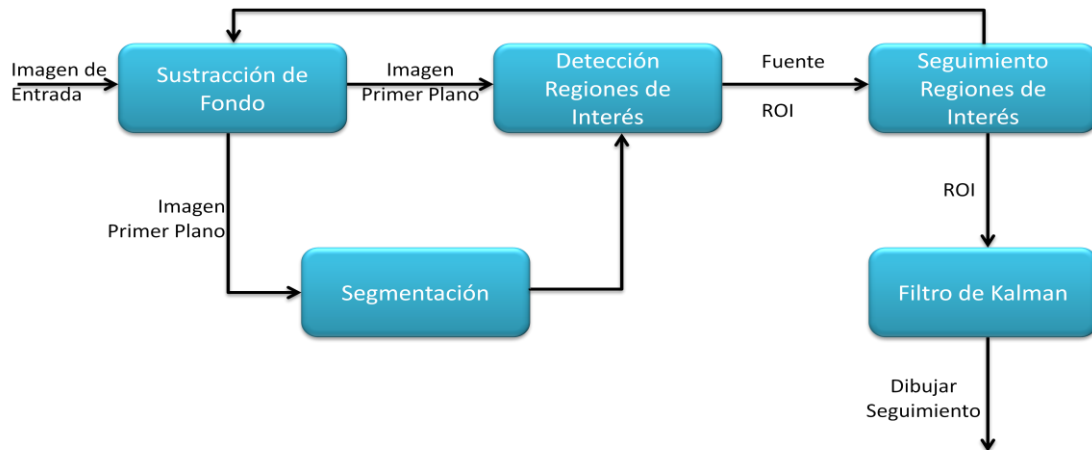 Imagen de
Entrada
Sustracción de
Fondo
Imagen
Primer Plano
Detección
Regiones de
Interés
Fuente
ROI
Seguimiento
Regiones de
Interés
Imagen
Primer Plano
ROI
Segmentación
Filtro de Kalman
Dibujar
Seguimiento